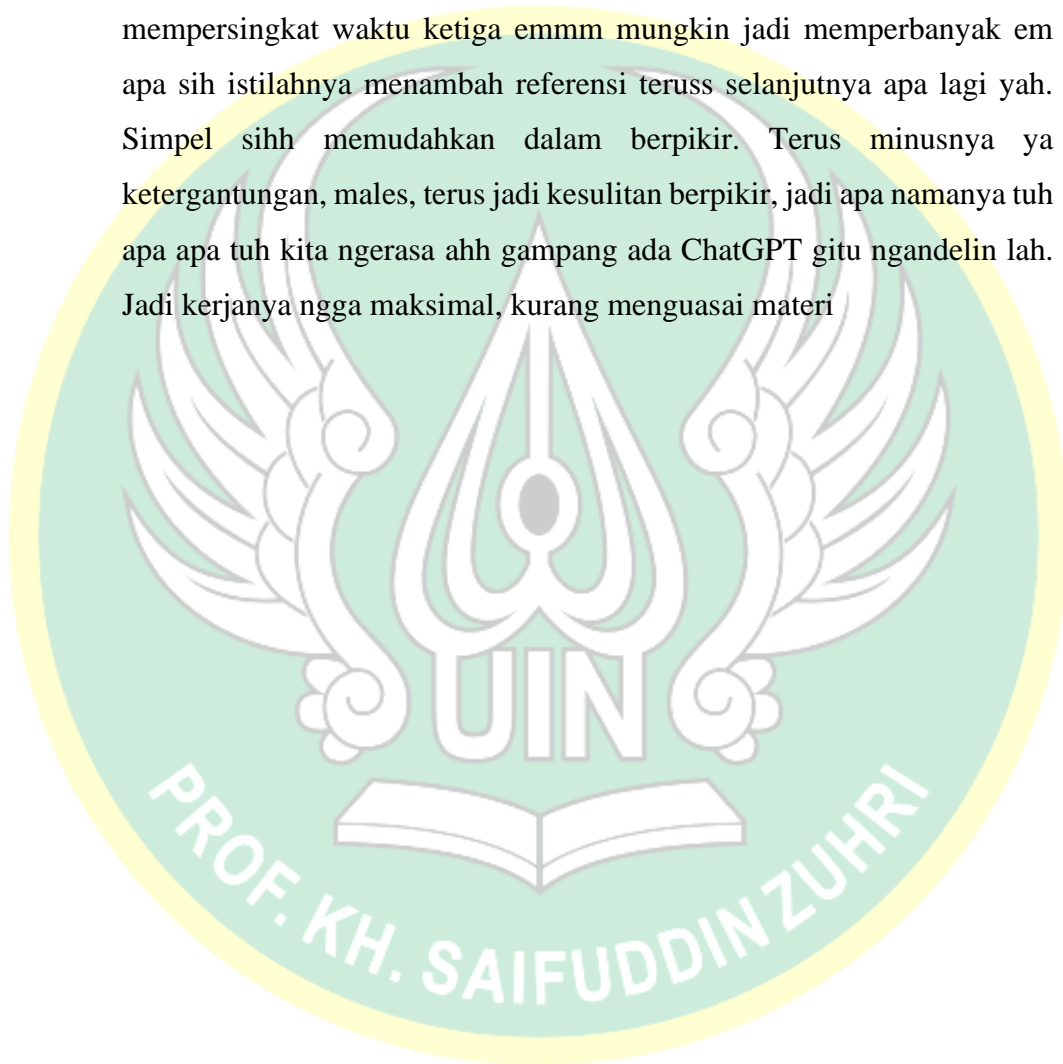 mempersingkat waktu ketiga emmm mungkin jadi memperbanyak em
apa sih istilahnya menambah referensi teruss selanjutnya apa lagi yah.
Simpel sihh memudahkan dalam berpikir. Terus minusnya ya
ketergantungan, males, terus jadi kesulitan berpikir, jadi apa namanya tuh
apa apa tuh kita ngerasa ahh gampang ada ChatGPT gitu ngandelin lah.
Jadi kerjanya ngga maksimal, kurang menguasai materi
UIN
PROF. KH. SAIFUDDIN ZUHRI